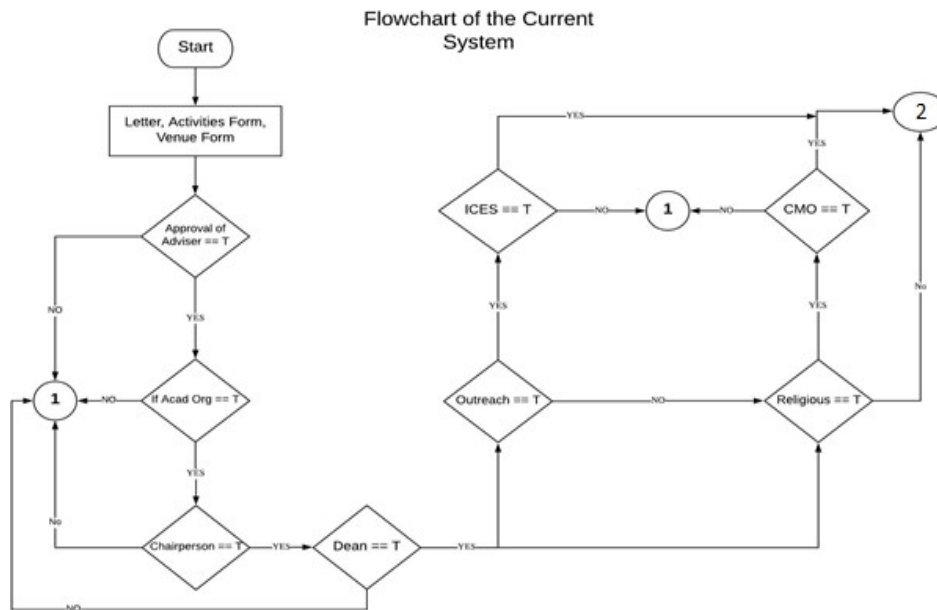 Flowchart of the Current
System
Start
Letter, Activities Form,
Venue Form
Approval of
Adviser == T
NO
YES
1
NO
If Acad Org == T
YES
No
Chairperson == T
YES
Dean == T
NO
YES
YES
2
YES
ICES == T
NO
1
NO
CMO == T
YES
YES
No
Outreach == T
NO
Religious == T